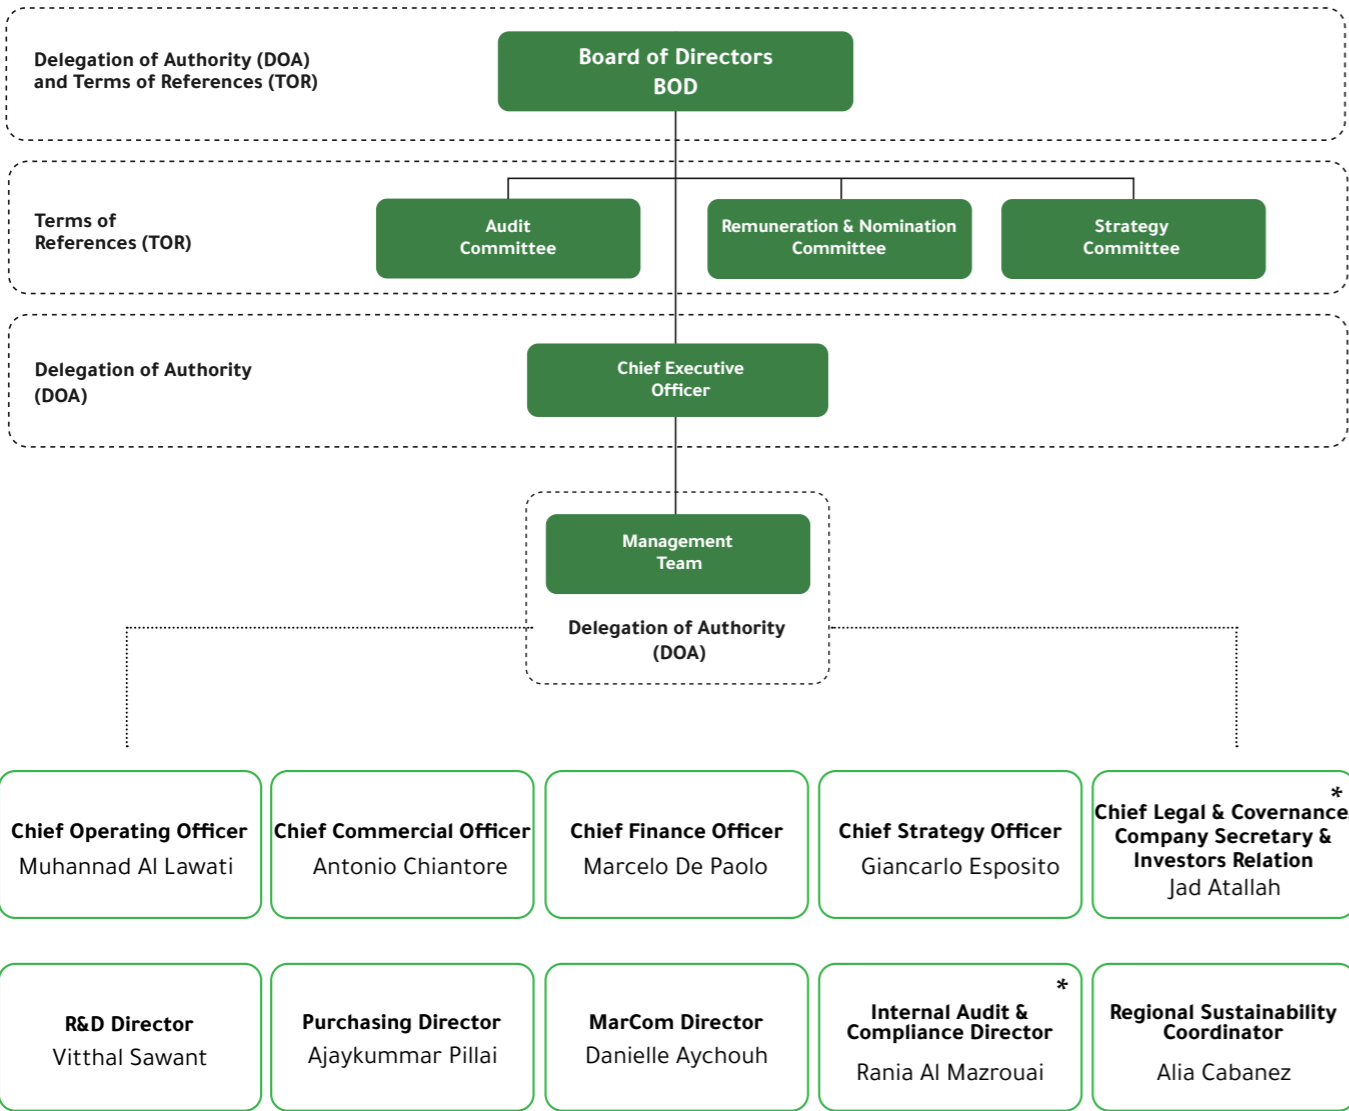 Delegation of Authority (DOA)
and Terms of References (TOR)
Board of Directors
BOD
Terms of
References (TOR)
Audit
Committee
Remuneration & Nomination
Committee
Strategy
Committee
Delegation of Authority
(DOA)
Chief Executive
Officer
Management
Team
Delegation of Authority
(DOA)
Chief Operating Officer
Muhannad Al Lawati
Chief Commercial Officer
Antonio Chiantore
Chief Finance Officer
Marcelo De Paolo
Chief Strategy Officer
Giancarlo Esposito
*
Chief Legal & Covernance,
Company Secretary &
Investors Relation
Jad Atallah
R&D Director
Vitthal Sawant
Purchasing Director
Ajaykummar Pillai
MarCom Director
Danielle Aychouh
*
Internal Audit &
Compliance Director
Rania Al Mazrouai
Regional Sustainability
Coordinator
Alia Cabanez